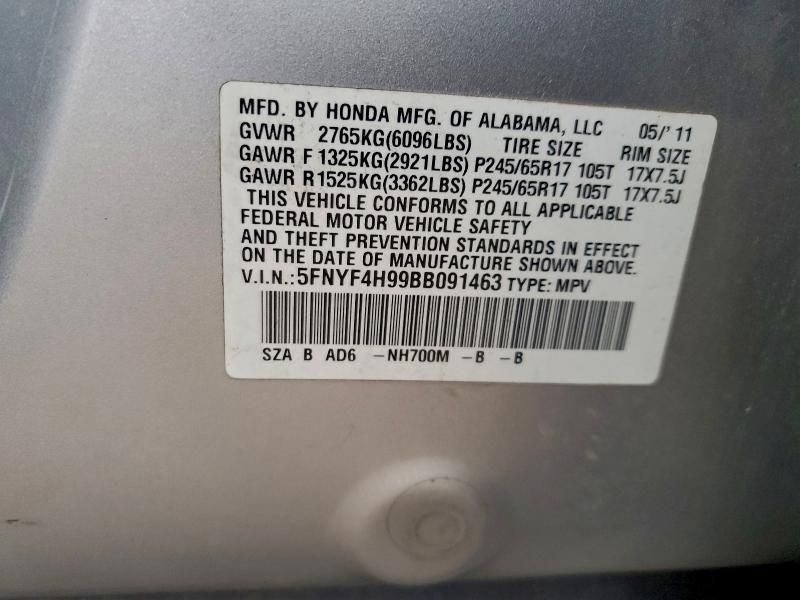 MFD. BY HONDA MFG. OF ALABAMA, LLC 05/'11
GVWR 2765KG(6096LBS) TIRE SIZE RIM SIZE
GAWR F 1325KG(2921LBS) P245/65R17 105T 17X7.5J
GAWR R1525KG(3362LBS) P245/65R17 105T 17X7.5J
THIS VEHICLE CONFORMS TO ALL APPLICABLE
FEDERAL MOTOR VEHICLE SAFETY
AND THEFT PREVENTION STANDARDS IN EFFECT
ON THE DATE OF MANUFACTURE SHOWN ABOVE.
V.I.N.:5FNYF4H99BB091463 TYPE: MPV
SZA B AD6 -NH700M -B -B